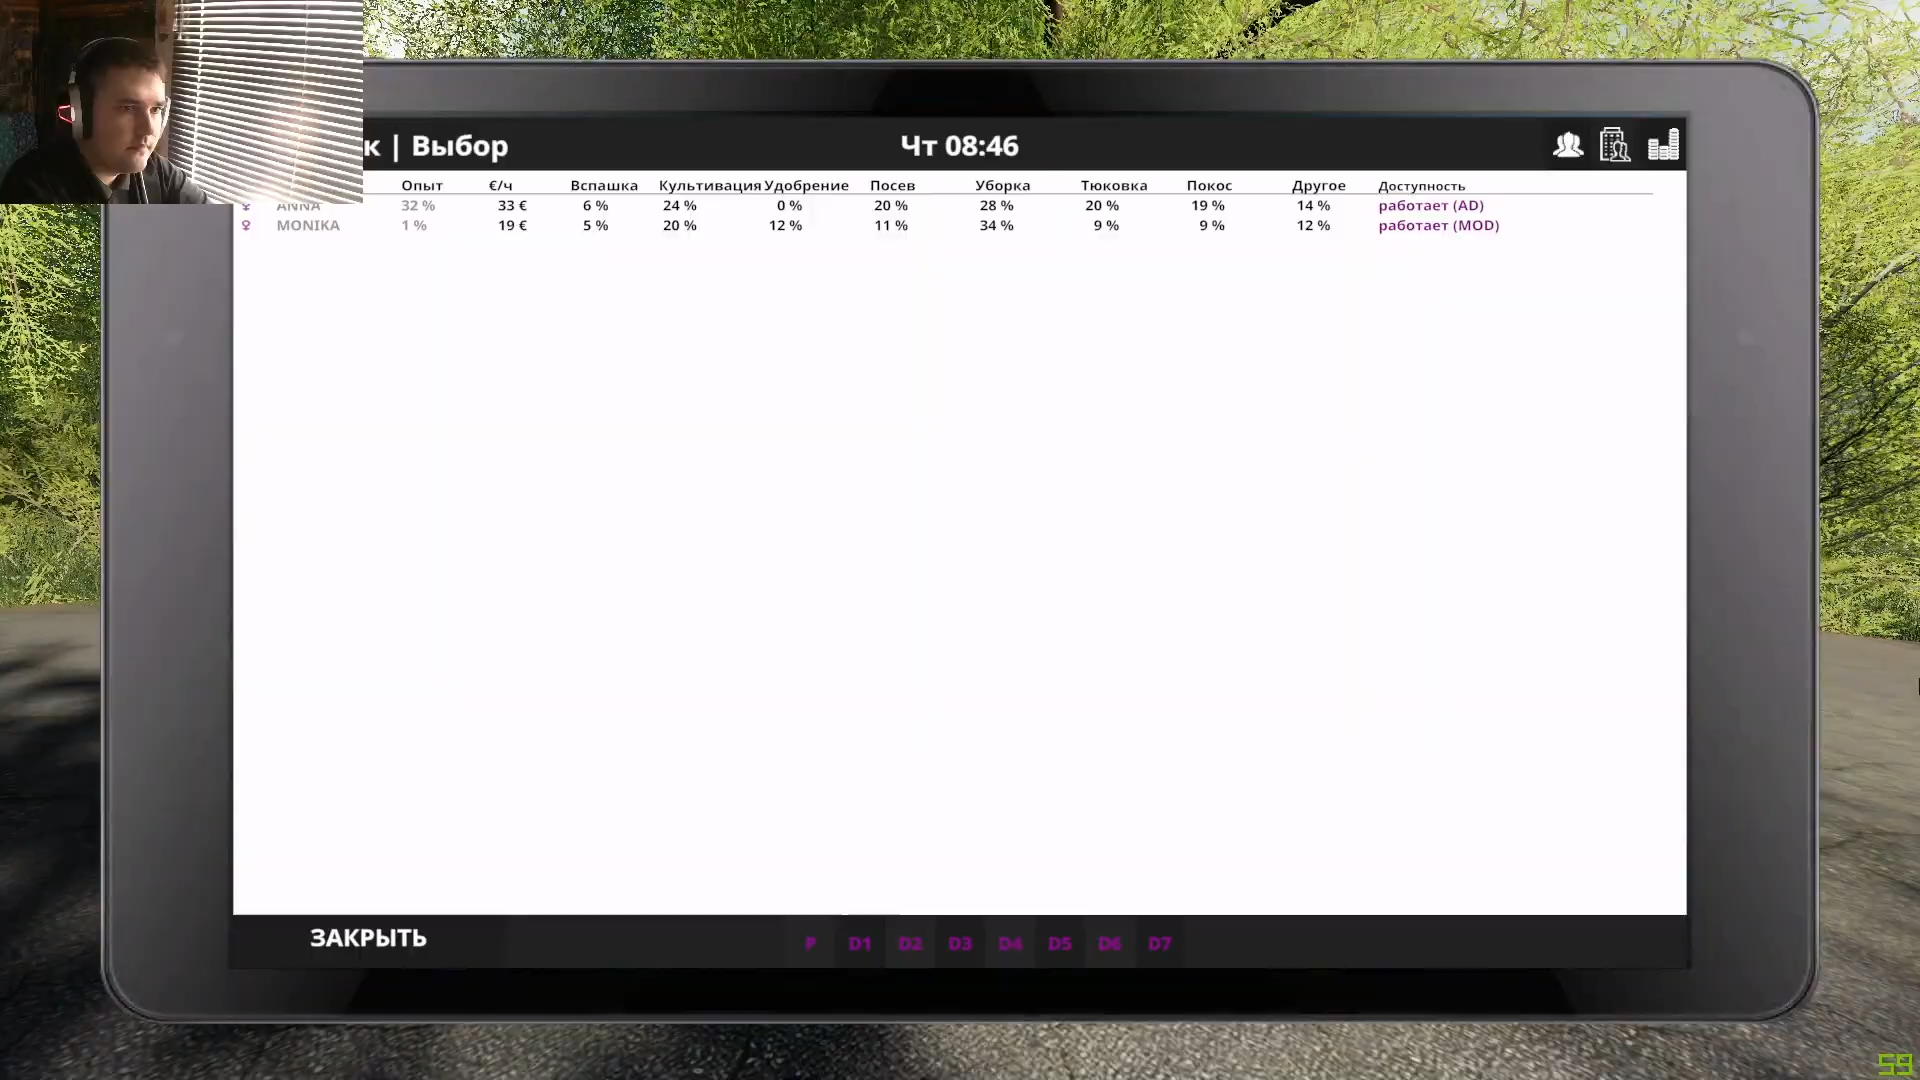 к | Выбор Чт 08:46
Опыт €/ч Вспашка Культивация Удобрение Посев Уборка Тюковка Покос Другое Доступность
♀ ANNA 32 % 33 € 6 % 24 % 0 % 20 % 28 % 20 % 19 % 14 % работает (AD)
♀ MONIKA 1 % 19 € 5 % 20 % 12 % 11 % 34 % 9 % 9 % 12 % работает (MOD)
ЗАКРЫТЬ P D1 D2 D3 D4 D5 D6 D7
59